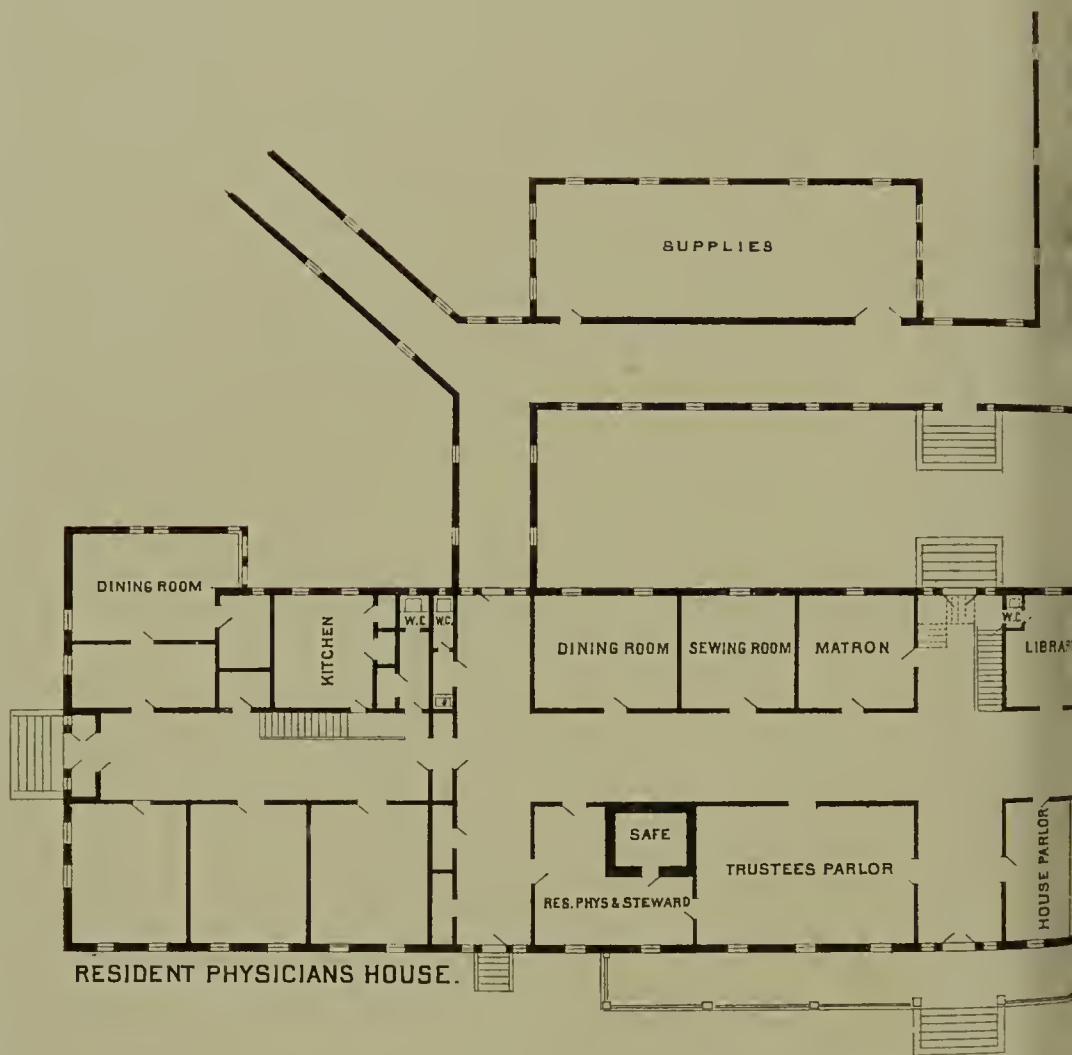 SUPPLIES
DINING ROOM
KITCHEN
W.C.
W.C.
DINING ROOM
SEWING ROOM
MATRON
W.C.
LIBRAR
SAFE
TRUSTEES PARLOR
RES. PHYS & STEWARD
HOUSE PARLOR
RESIDENT PHYSICIANS HOUSE.